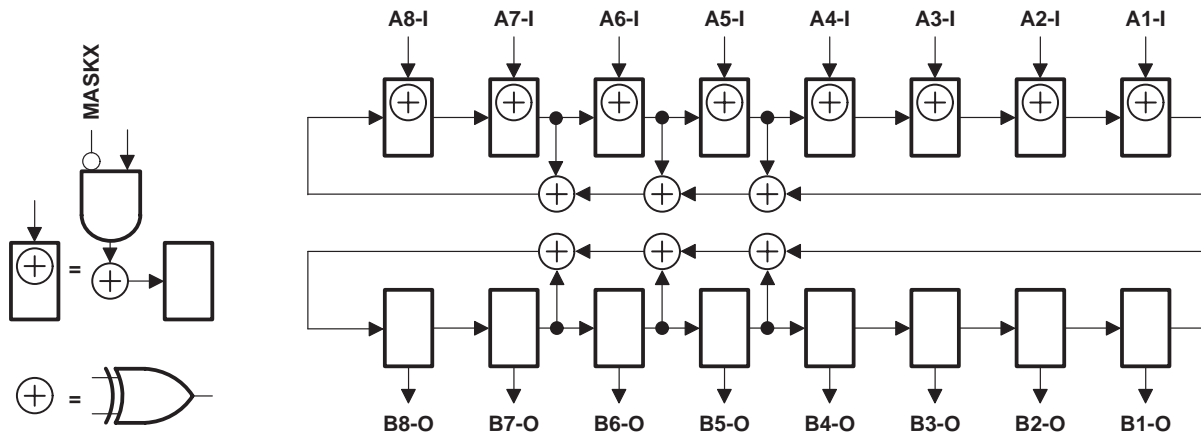 A8-I A7-I A6-I A5-I A4-I A3-I A2-I A1-I
MASKX
=
=
B8-O B7-O B6-O B5-O B4-O B3-O B2-O B1-O